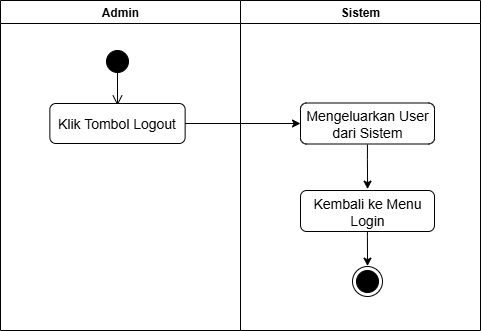 Admin
Sistem
Klik Tombol Logout
Mengeluarkan User
dari Sistem
Kembali ke Menu
Login